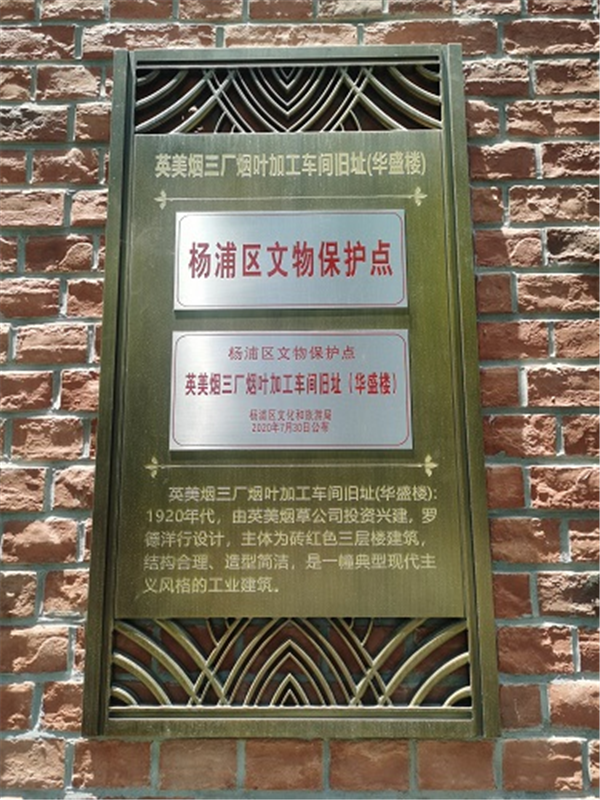 英美烟三厂烟叶加工车间旧址(华盛楼)
杨浦区文物保护点
杨浦区文物保护点
英美烟三厂烟叶加工车间旧址（华盛楼）
杨浦区文化和旅游局
2020年7月30日公布
英美烟三厂烟叶加工车间旧址(华盛楼):
1920年代，由英美烟草公司投资兴建，罗
德洋行设计，主体为砖红色三层楼建筑，
结构合理、造型简洁，是一幢典型现代主
义风格的工业建筑。